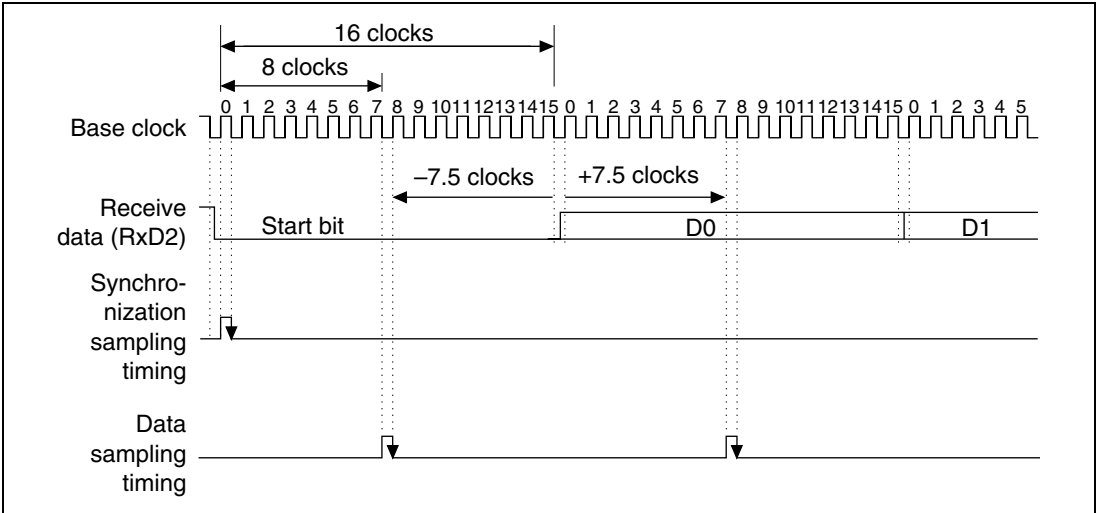 16 clocks
8 clocks
0 1 2 3 4 5 6 7 8 9 10 11 12 13 14 15 0 1 2 3 4 5 6 7 8 9 10 11 12 13 14 15 0 1 2 3 4 5
Base clock
–7.5 clocks +7.5 clocks
Receive
data (RxD2)
Start bit D0 D1
Synchro-
nization
sampling
timing
Data
sampling
timing